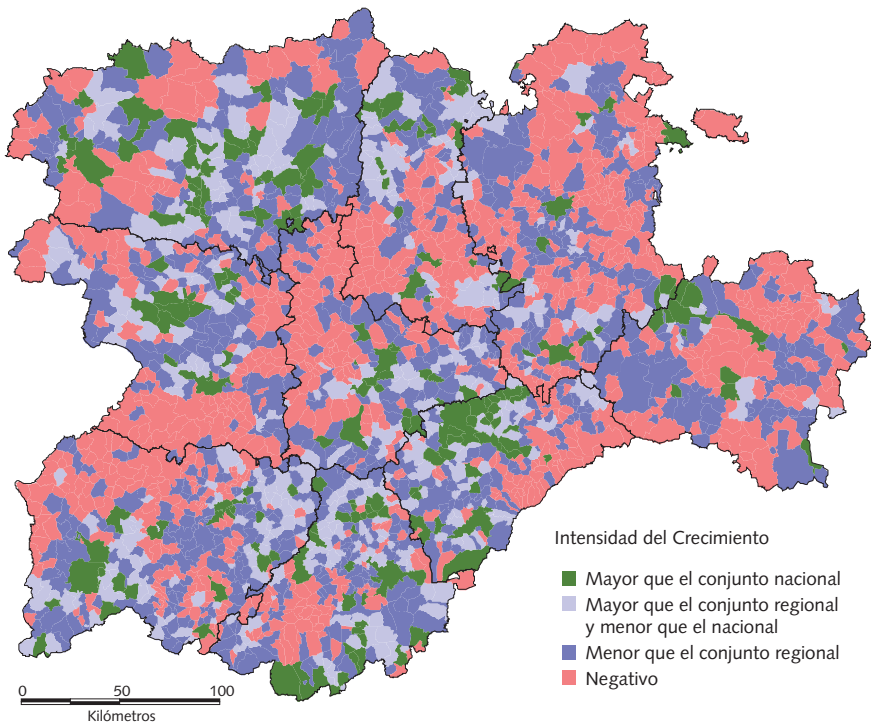 Intensidad del Crecimiento
Mayor que el conjunto nacional
Mayor que el conjunto regional
y menor que el nacional
Menor que el conjunto regional
Negativo
0 50 100
Kilómetros